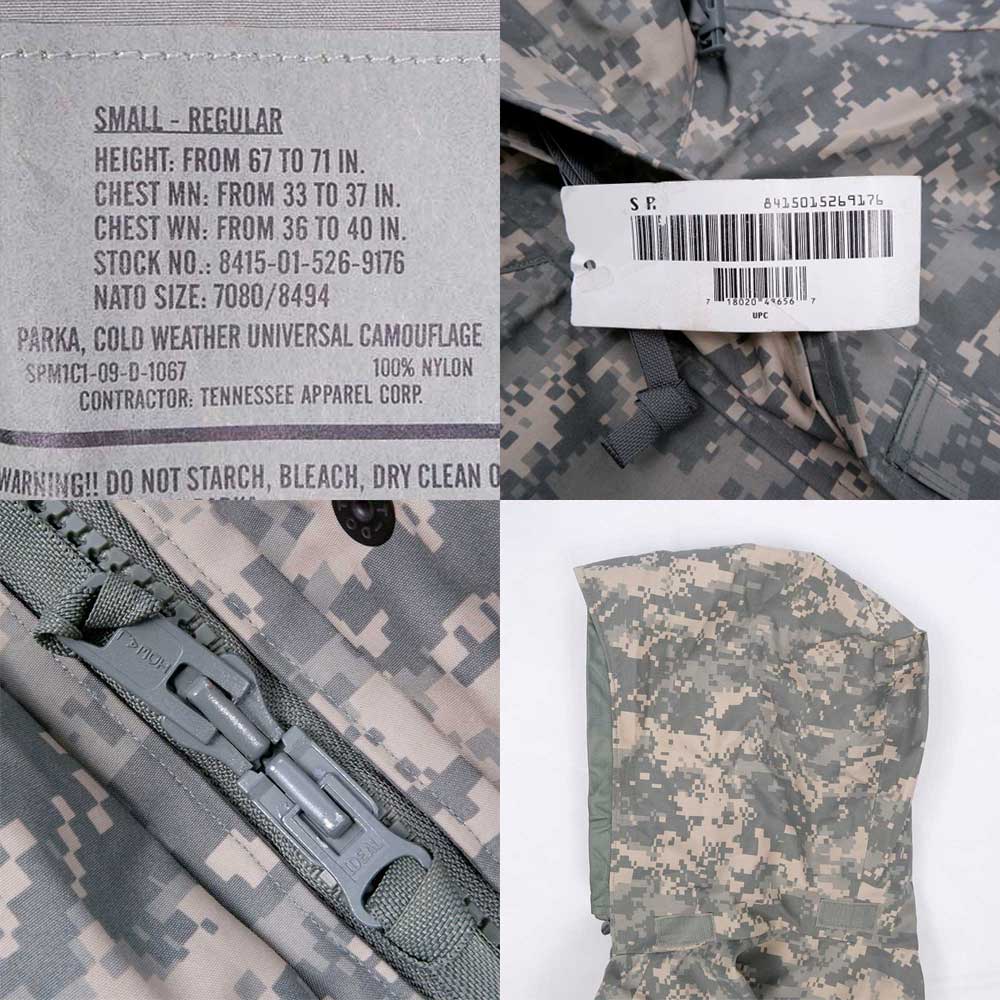 SMALL - REGULAR
HEIGHT: FROM 67 TO 71 IN.
CHEST MN: FROM 33 TO 37 IN.
CHEST WN: FROM 36 TO 40 IN.
STOCK NO.: 8415-01-526-9176
NATO SIZE: 7080/8494
PARKA, COLD WEATHER UNIVERSAL CAMOUFLAGE
SPM1C1-09-D-1067 100% NYLON
CONTRACTOR: TENNESSEE APPAREL CORP.
WARNING!! DO NOT STARCH, BLEACH, DRY CLEAN
S R. 8415015269176
7 18020 49656 7
UPC
IDEAL